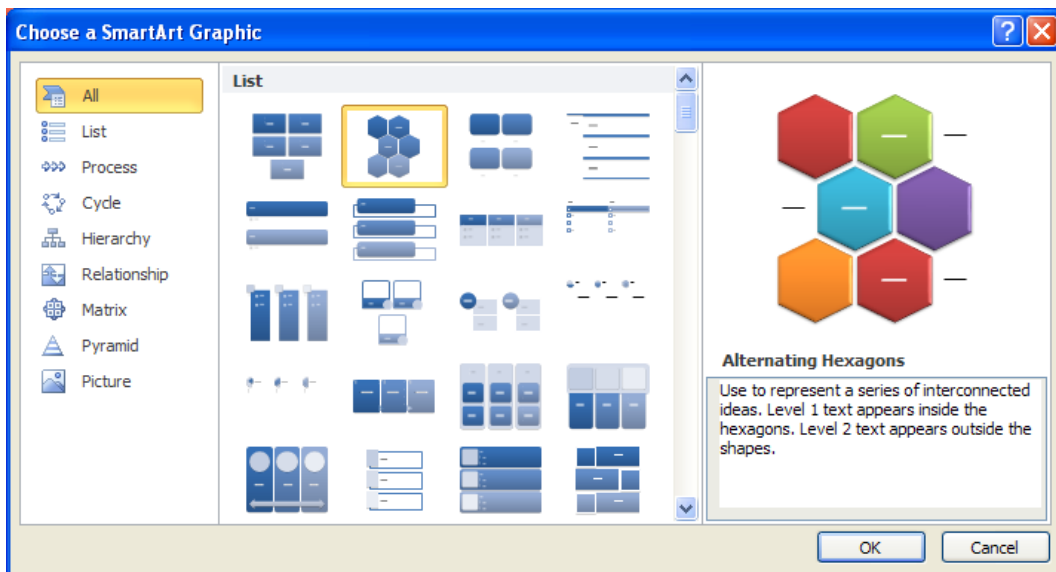 Choose a SmartArt Graphic
All
List
Process
Cycle
Hierarchy
Relationship
Matrix
Pyramid
Picture
List
Alternating Hexagons
Use to represent a series of interconnected
ideas. Level 1 text appears inside the
hexagons. Level 2 text appears outside the
shapes.
OK
Cancel